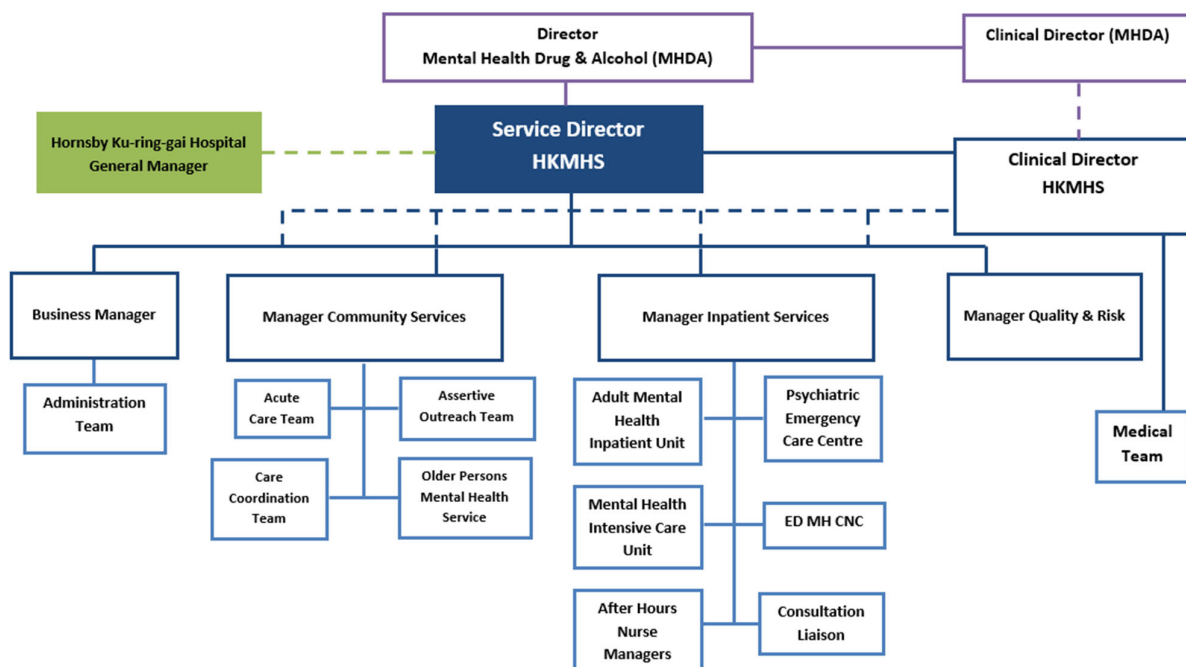 Director
Mental Health Drug & Alcohol (MHDA)
Clinical Director (MHDA)
Hornsby Ku-ring-gai Hospital
General Manager
Service Director
HKMHS
Clinical Director
HKMHS
Business Manager
Manager Community Services
Manager Inpatient Services
Manager Quality & Risk
Administration
Team
Acute
Care Team
Assertive
Outreach Team
Care
Coordination
Team
Older Persons
Mental Health
Service
Adult Mental
Health
Inpatient Unit
Psychiatric
Emergency
Care Centre
Mental Health
Intensive Care
Unit
ED MH CNC
After Hours
Nurse
Managers
Consultation
Liaison
Medical
Team